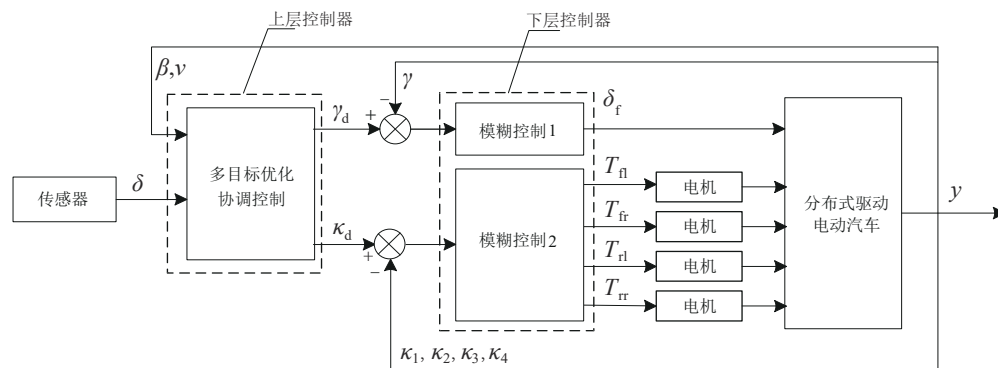 上层控制器
下层控制器
β,v
γ
−
γd
+
模糊控制1
δf
多目标优化
协调控制
传感器
δ
κd
+
−
模糊控制2
Tfl
电机
Tfr
电机
Trl
电机
Trr
电机
分布式驱动
电动汽车
y
κ1, κ2, κ3, κ4